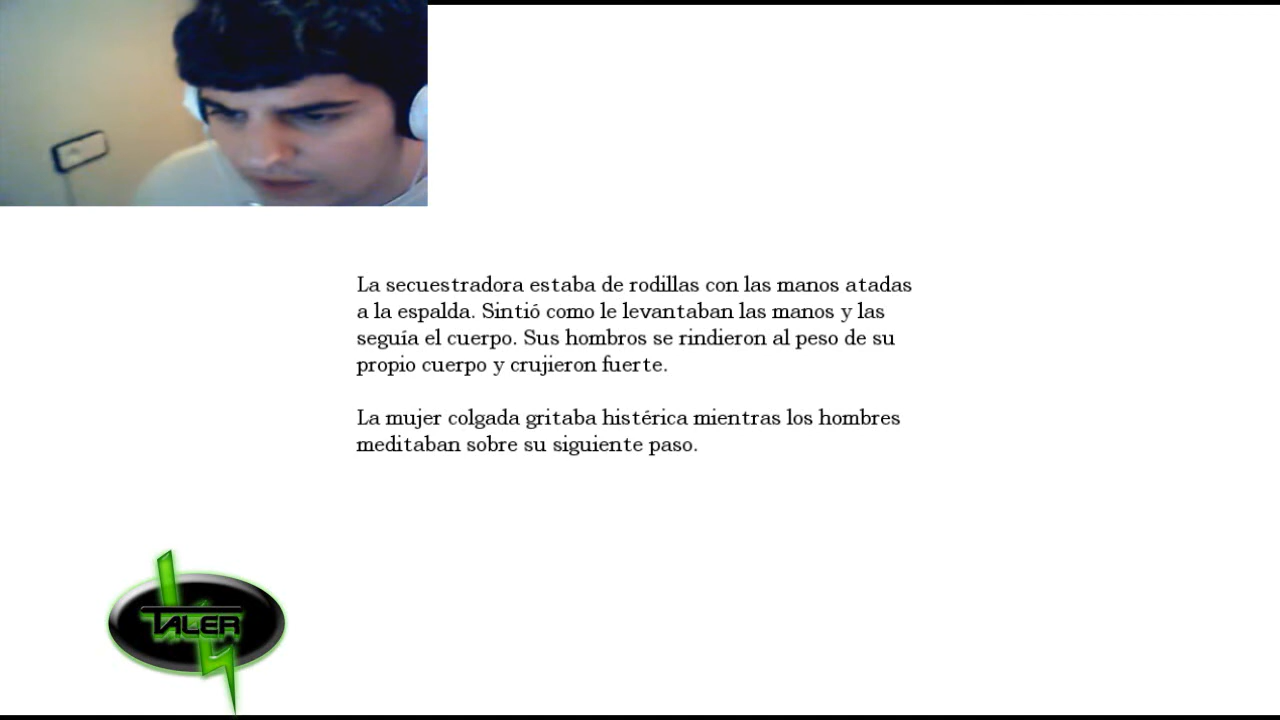 La secuestradora estaba de rodillas con las manos atadas
a la espalda. Sintió como le levantaban las manos y las
seguía el cuerpo. Sus hombros se rindieron al peso de su
propio cuerpo y crujieron fuerte.
La mujer colgada gritaba histérica mientras los hombres
meditaban sobre su siguiente paso.
TALER